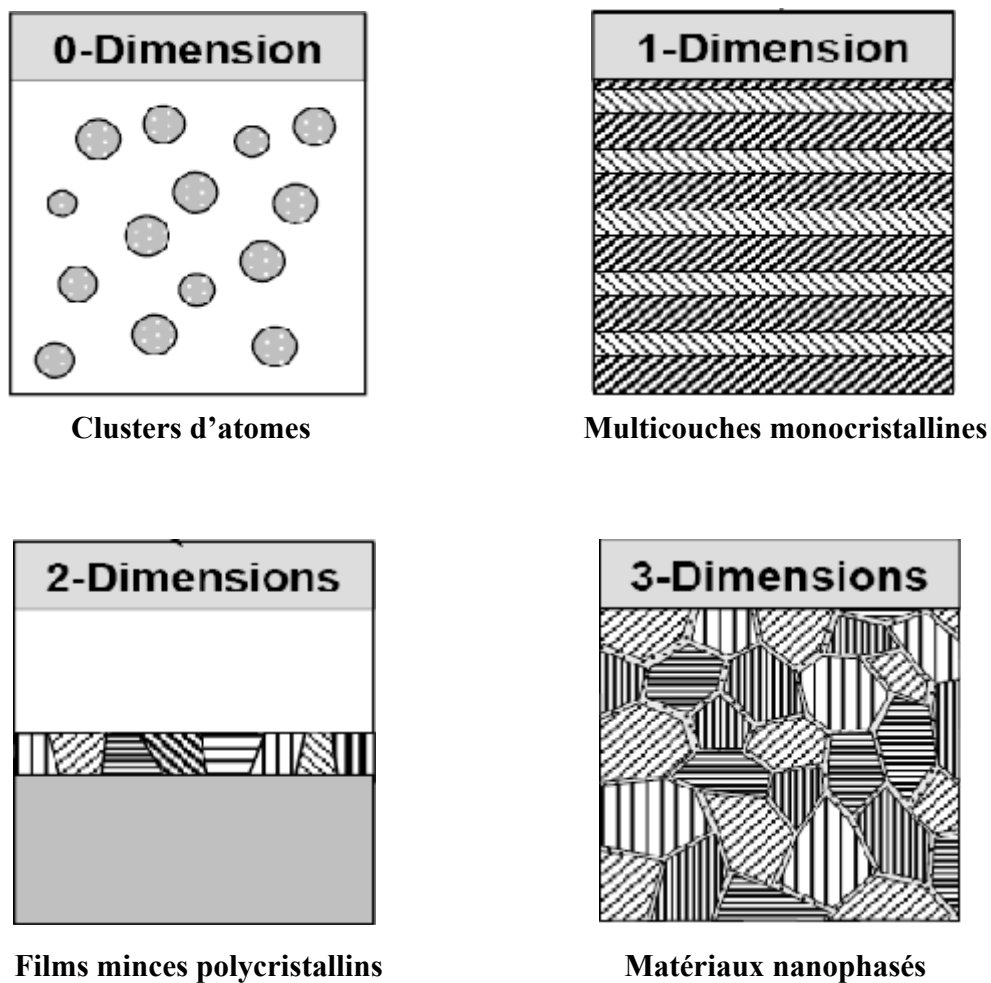 0-Dimension
1-Dimension
Clusters d’atomes
Multicouches monocristallines
2-Dimensions
3-Dimensions
Films minces polycristallins
Matériaux nanophasés